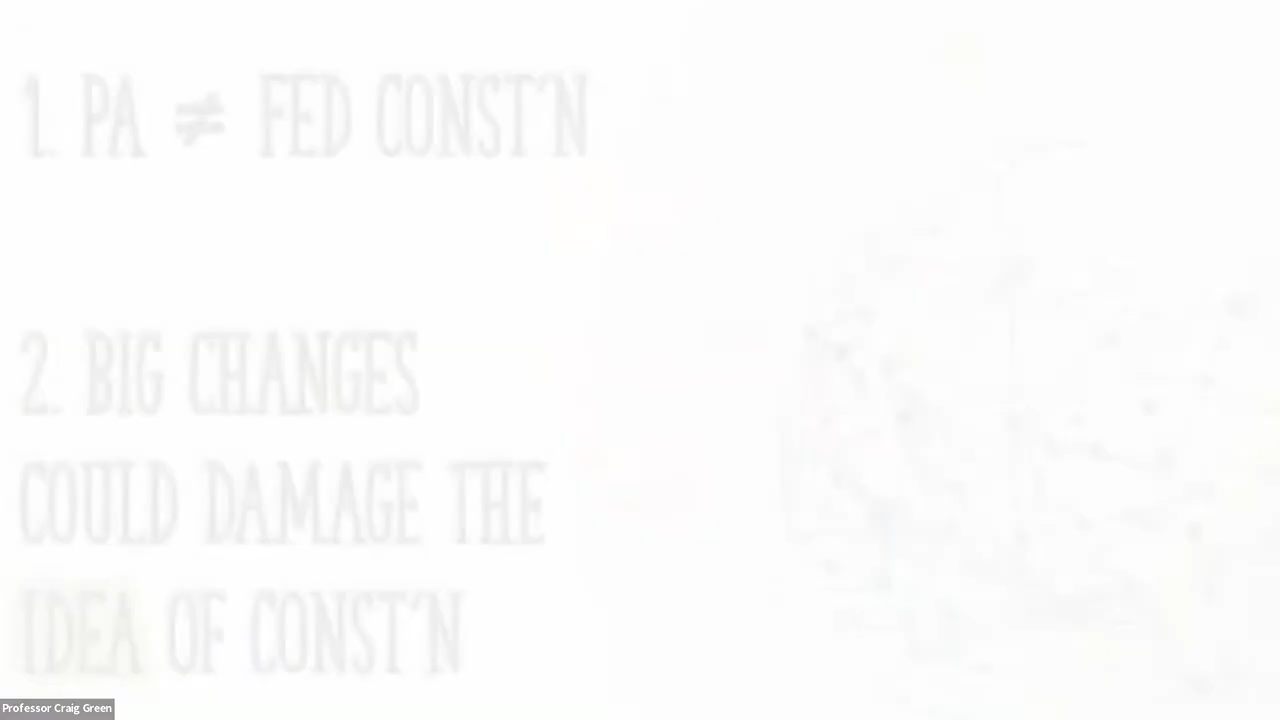 1. PA ≠ FED CONST'N
2. BIG CHANGES
COULD DAMAGE THE
IDEA OF CONST'N
Professor Craig Green